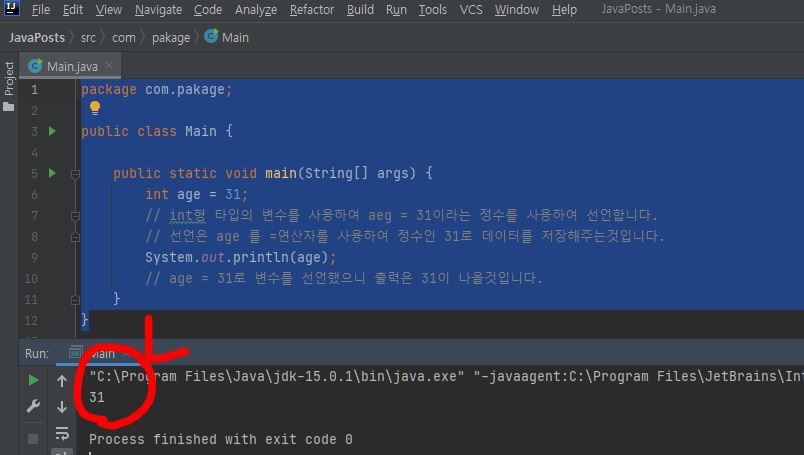 IJ File Edit View Navigate Code Analyze Refactor Build Run Tools VCS Window Help JavaPosts - Main.java
JavaPosts src com pakage Main
Project
Main.java
1 package com.pakage;
2
3 public class Main {
4
5 public static void main(String[] args) {
6 int age = 31;
7 // int형 타입의 변수를 사용하여 aeg = 31이라는 정수를 사용하여 선언합니다.
8 // 선언은 age 를 =연산자를 사용하여 정수인 31로 데이터를 저장해주는것입니다.
9 System.out.println(age);
10 // age = 31로 변수를 선언했으니 출력은 31이 나올것입니다.
11 }
12 }
Run: Main
"C:\Program Files\Java\jdk-15.0.1\bin\java.exe" "-javaagent:C:\Program Files\JetBrains\Int
31
Process finished with exit code 0